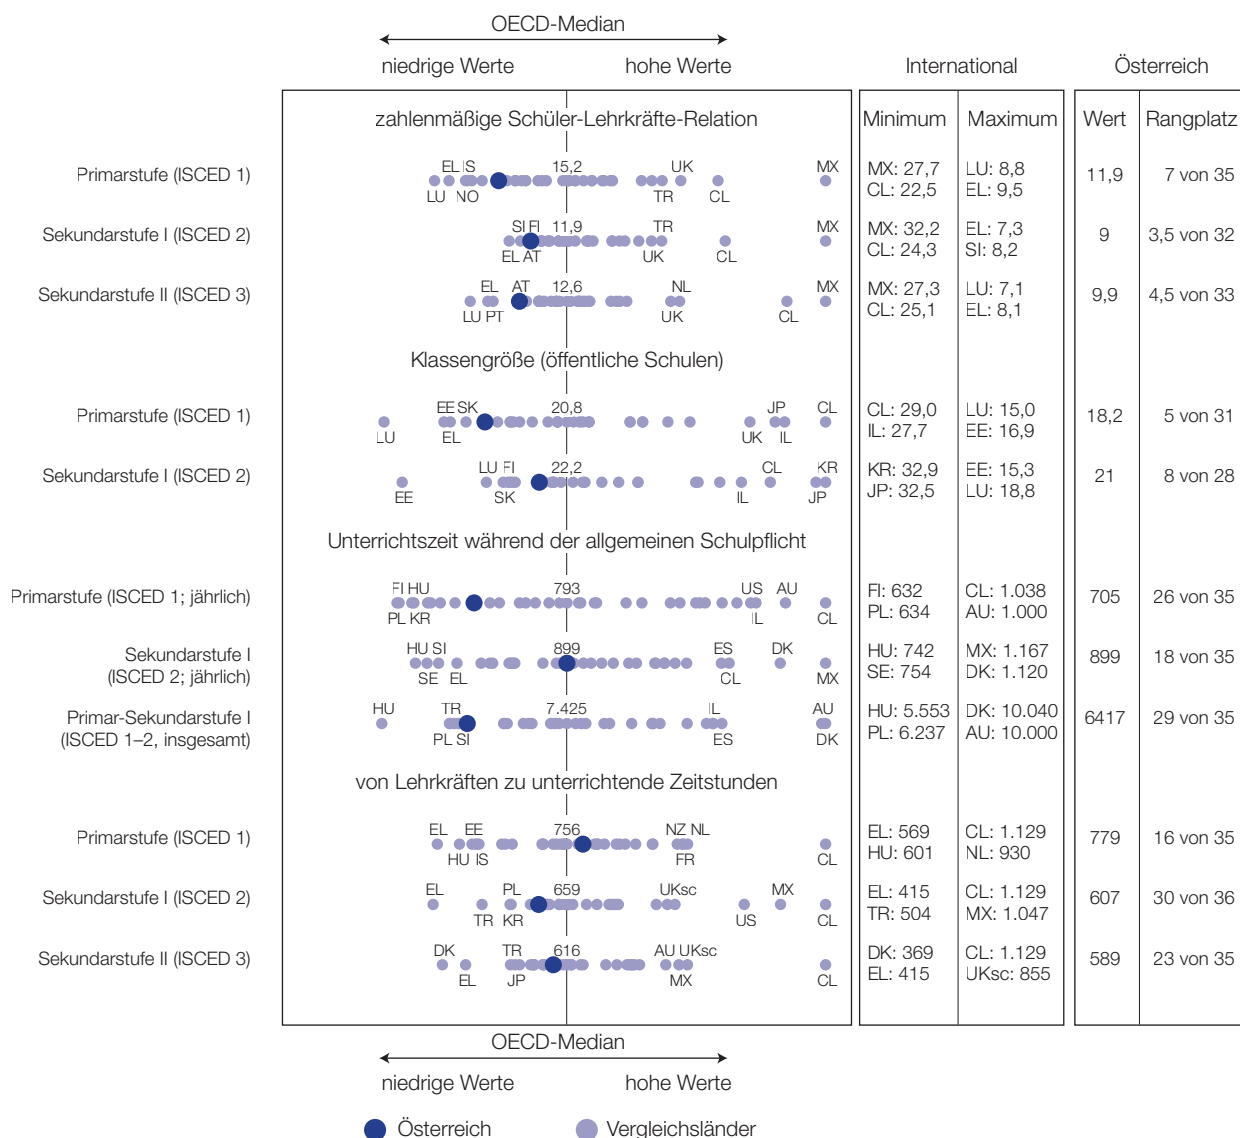 OECD-Median
niedrige Werte hohe Werte International Österreich
zahlenmäßige Schüler-Lehrkräfte-Relation Minimum Maximum Wert Rangplatz
EL IS 15,2 UK MX
Primarstufe (ISCED 1) MX: 27,7 LU: 8,8 11,9 7 von 35
LU NO TR CL CL: 22,5 EL: 9,5
SI FI 11,9 TR MX
Sekundarstufe I (ISCED 2) MX: 32,2 EL: 7,3 9 3,5 von 32
EL AT UK CL CL: 24,3 SI: 8,2
EL AT 12,6 NL MX
Sekundarstufe II (ISCED 3) MX: 27,3 LU: 7,1 9,9 4,5 von 33
LU PT UK CL CL: 25,1 EL: 8,1
Klassengröße (öffentliche Schulen)
EE SK 20,8 JP CL
Primarstufe (ISCED 1) CL: 29,0 LU: 15,0 18,2 5 von 31
LU EL UK IL IL: 27,7 EE: 16,9
LU FI 22,2 CL KR
Sekundarstufe I (ISCED 2) KR: 32,9 EE: 15,3 21 8 von 28
EE SK IL JP JP: 32,5 LU: 18,8
Unterrichtszeit während der allgemeinen Schulpflicht
FI HU 793 US AU
Primarstufe (ISCED 1; jährlich) FI: 632 CL: 1.038 705 26 von 35
PL KR IL CL PL: 634 AU: 1.000
HU SI 899 ES DK
Sekundarstufe I HU: 742 MX: 1.167 899 18 von 35
(ISCED 2; jährlich) SE EL CL MX SE: 754 DK: 1.120
HU TR 7.425 IL AU
Primar-Sekundarstufe I HU: 5.553 DK: 10.040 6417 29 von 35
(ISCED 1–2, insgesamt) PL SI ES DK PL: 6.237 AU: 10.000
von Lehrkräften zu unterrichtende Zeitstunden
EL EE 756 NZ NL
Primarstufe (ISCED 1) EL: 569 CL: 1.129 779 16 von 35
HU IS FR CL HU: 601 NL: 930
EL PL 659 UKsc MX
Sekundarstufe I (ISCED 2) EL: 415 CL: 1.129 607 30 von 36
TR KR US CL TR: 504 MX: 1.047
DK TR 616 AU UKsc
Sekundarstufe II (ISCED 3) DK: 369 CL: 1.129 589 23 von 35
EL JP MX CL EL: 415 UKsc: 855
OECD-Median
niedrige Werte hohe Werte
Österreich Vergleichsländer